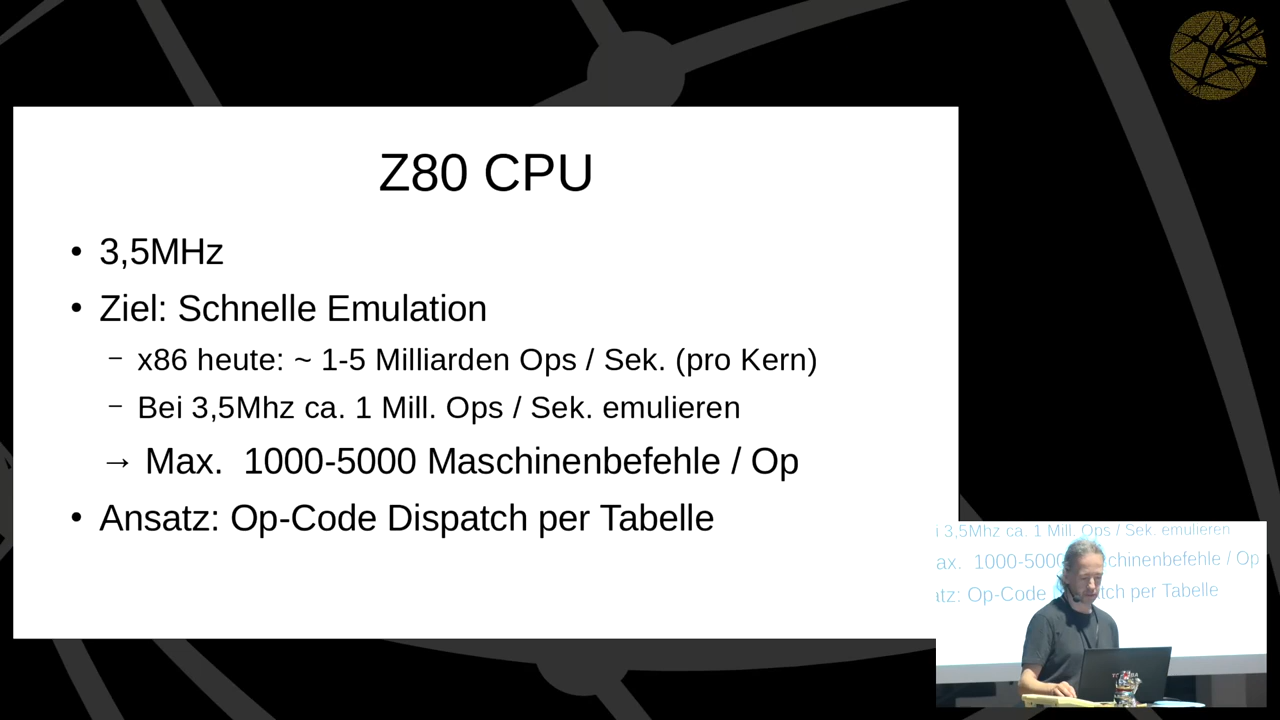 Z80 CPU
• 3,5MHz
• Ziel: Schnelle Emulation
– x86 heute: ~ 1-5 Milliarden Ops / Sek. (pro Kern)
– Bei 3,5Mhz ca. 1 Mill. Ops / Sek. emulieren
→ Max. 1000-5000 Maschinenbefehle / Op
• Ansatz: Op-Code Dispatch per Tabelle
i 3,5Mhz ca. 1 Mill. Ops / Sek. emulieren
ax. 1000-5000 chinenbefehle / Op
atz: Op-Code tch per Tabelle